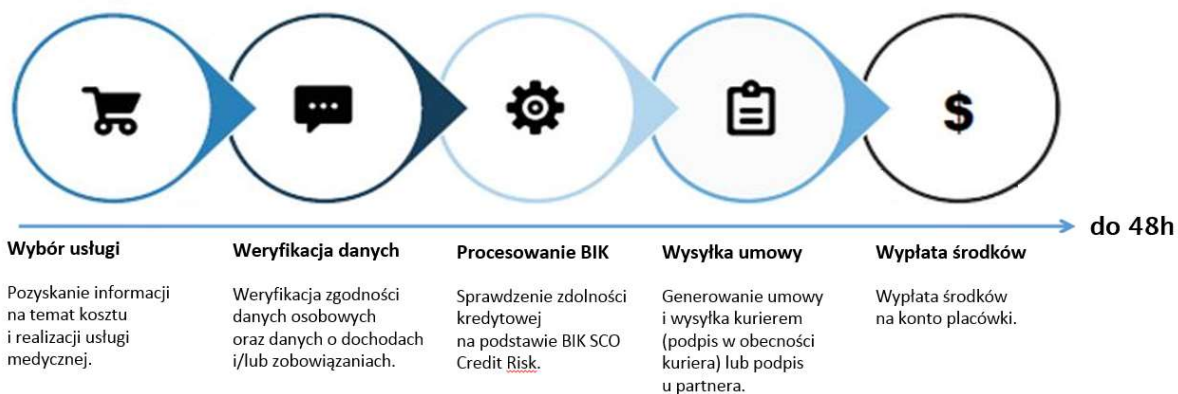 $
do 48h
Wybór usługi
Pozyskanie informacji
na temat kosztu
i realizacji usługi
medycznej.
Weryfikacja danych
Weryfikacja zgodności
danych osobowych
oraz danych o dochodach
i/lub zobowiązaniach.
Procesowanie BIK
Sprawdzenie zdolności
kredytowej
na podstawie BIK SCO
Credit Risk.
Wysyłka umowy
Generowanie umowy
i wysyłka kurierem
(podpis w obecności
kuriera) lub podpis
u partnera.
Wypłata środków
Wypłata środków
na konto placówki.